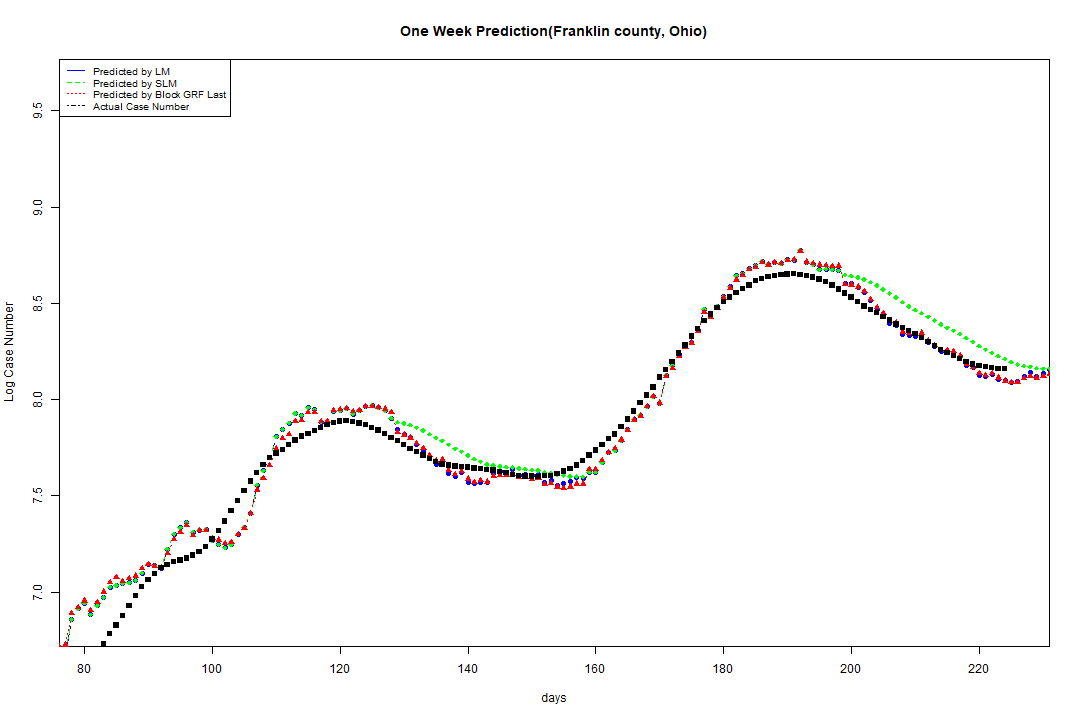 One Week Prediction(Franklin county, Ohio)
Predicted by LM
Predicted by SLM
Predicted by Block GRF Last
Actual Case Number
9.5
9.0
8.5
8.0
7.5
7.0
Log Case Number
80 100 120 140 160 180 200 220
days